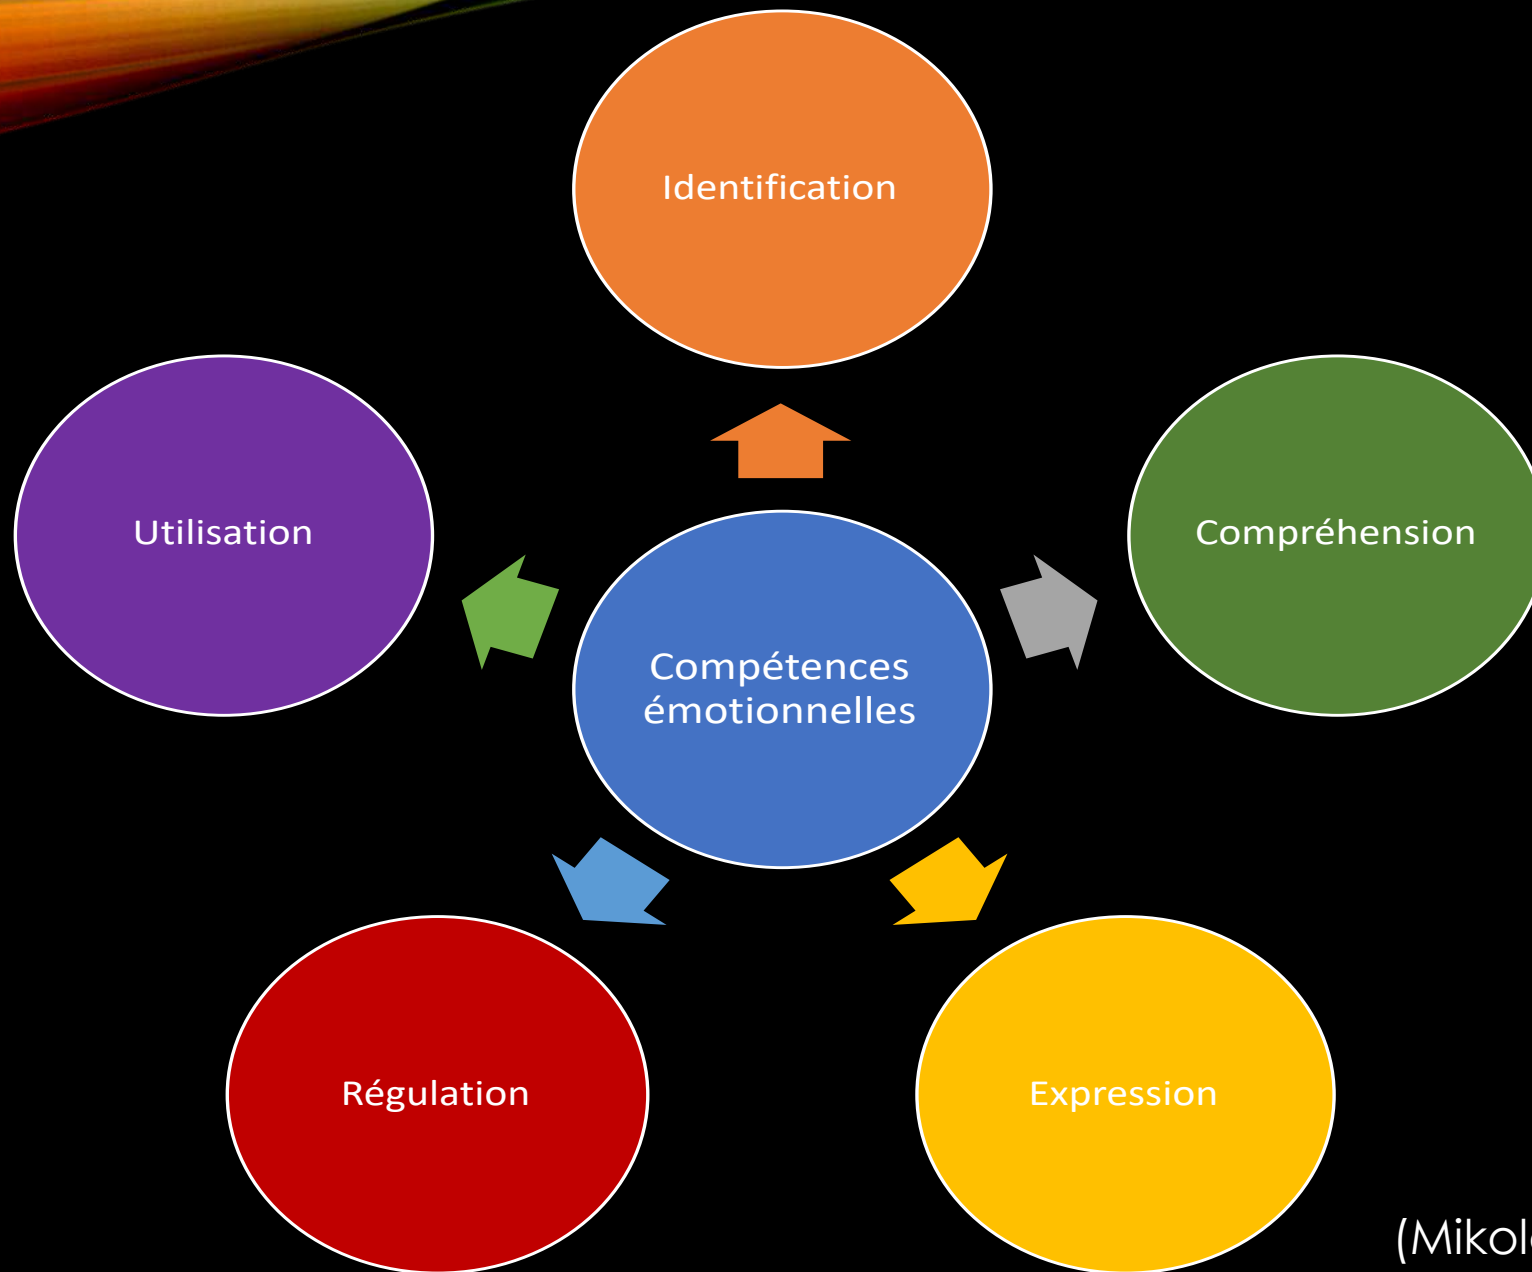 Identification
Utilisation
Compréhension
Compétences
émotionnelles
Régulation
Expression